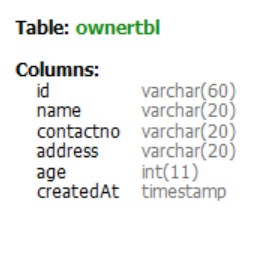 Table: ownertbl
Columns:
id varchar(60)
name varchar(20)
contactno varchar(20)
address varchar(20)
age int(11)
createdAt timestamp